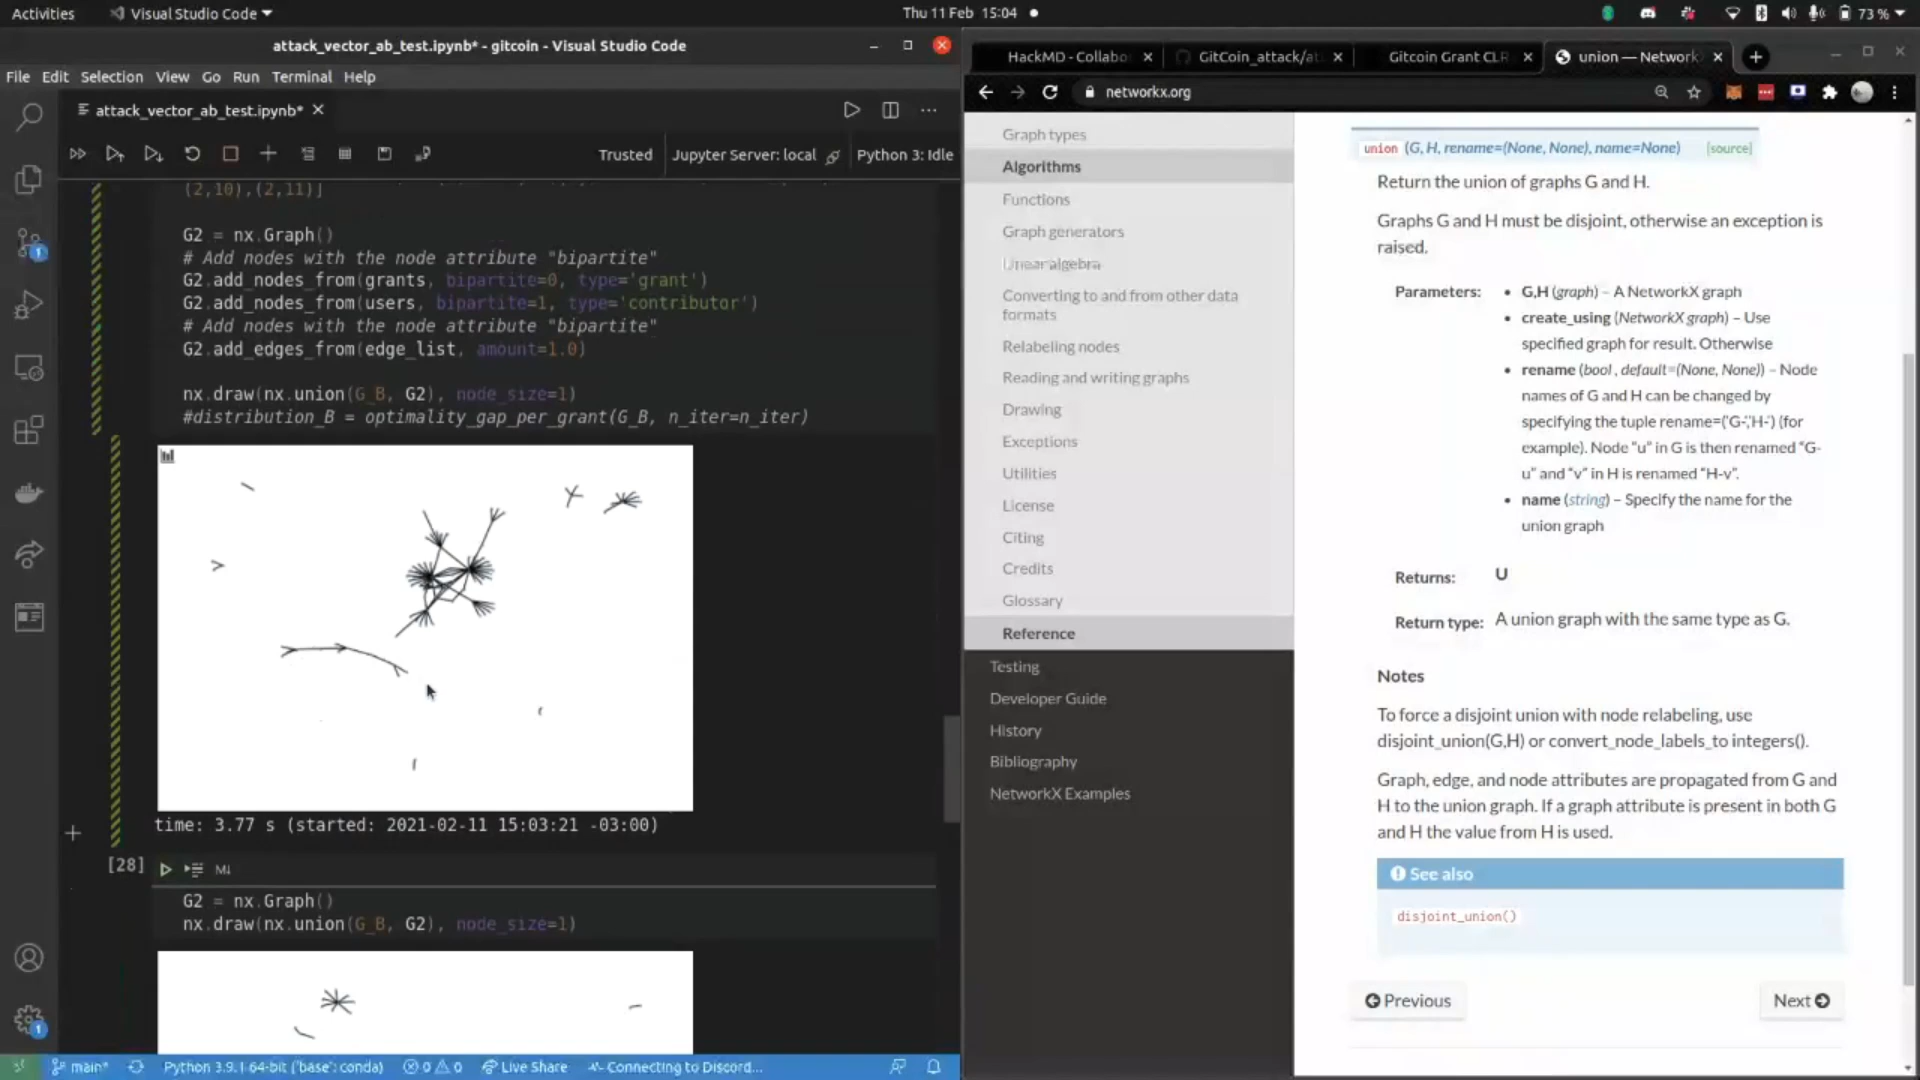 Activities
Visual Studio Code
Thu 11 Feb 15:04
73 %
attack_vector_ab_test.ipynb* - gitcoin - Visual Studio Code
File Edit Selection View Go Run Terminal Help
attack_vector_ab_test.ipynb*
Trusted
Jupyter Server: local
Python 3: Idle
(2,10),(2,11)]
G2 = nx.Graph()
# Add nodes with the node attribute "bipartite"
G2.add_nodes_from(grants, bipartite=0, type='grant')
G2.add_nodes_from(users, bipartite=1, type='contributor')
# Add nodes with the node attribute "bipartite"
G2.add_edges_from(edge_list, amount=1.0)
nx.draw(nx.union(G_B, G2), node_size=1)
#distribution_B = optimality_gap_per_grant(G_B, n_iter=n_iter)
time: 3.77 s (started: 2021-02-11 15:03:21 -03:00)
[28]
M↓
G2 = nx.Graph()
nx.draw(nx.union(G_B, G2), node_size=1)
1
1
main*
Python 3.9.1 64-bit ('base': conda)
0 0
Live Share
Connecting to Discord...
HackMD - Collabo
GitCoin_attack/at
Gitcoin Grant CLR
union — Network
networkx.org
Graph types
Algorithms
Functions
Graph generators
Linear algebra
Converting to and from other data
formats
Relabeling nodes
Reading and writing graphs
Drawing
Exceptions
Utilities
License
Citing
Credits
Glossary
Reference
Testing
Developer Guide
History
Bibliography
NetworkX Examples
union (G, H, rename=(None, None), name=None) [source]
Return the union of graphs G and H.
Graphs G and H must be disjoint, otherwise an exception is
raised.
Parameters:
• G,H (graph) – A NetworkX graph
• create_using (NetworkX graph) – Use
specified graph for result. Otherwise
• rename (bool , default=(None, None)) – Node
names of G and H can be changed by
specifying the tuple rename=('G-','H-') (for
example). Node "u" in G is then renamed "G-
u" and "v" in H is renamed "H-v".
• name (string) – Specify the name for the
union graph
Returns: U
Return type: A union graph with the same type as G.
Notes
To force a disjoint union with node relabeling, use
disjoint_union(G,H) or convert_node_labels_to integers().
Graph, edge, and node attributes are propagated from G and
H to the union graph. If a graph attribute is present in both G
and H the value from H is used.
See also
disjoint_union()
Previous
Next